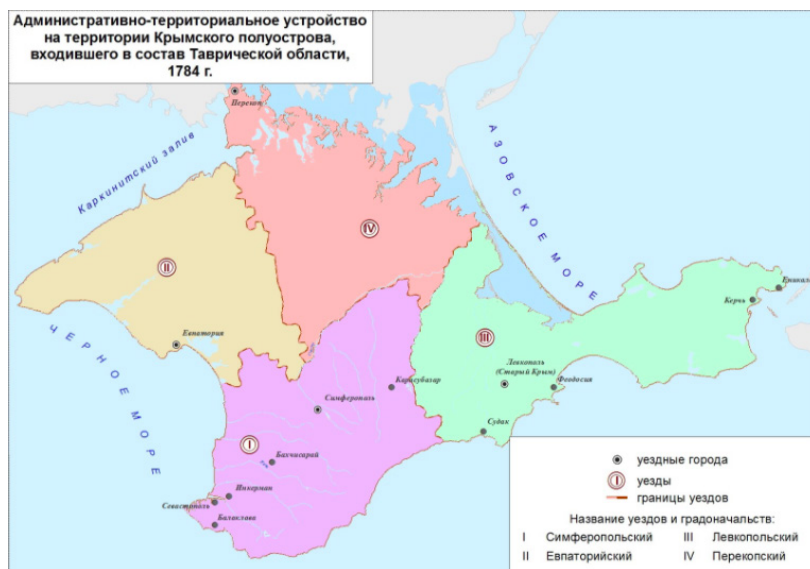 Административно-территориальное устройство
на территории Крымского полуострова,
входившего в состав Таврической области,
1784 г.
Перекоп
Каркинитский залив
АЗОВСКОЕ МОРЕ
IV
II
Ениколь
Керчь
ЧЕРНОЕ МОРЕ
Евпатория
III
Левкополь
(Старый Крым)
Феодосия
Карасубазар
Симферополь
Судак
I
Бахчисарай
Инкерман
Севастополь
Балаклава
уездные города
I уезды
границы уездов
Название уездов и градоначальств:
I Симферопольский III Левкопольский
II Евпаторийский IV Перекопский